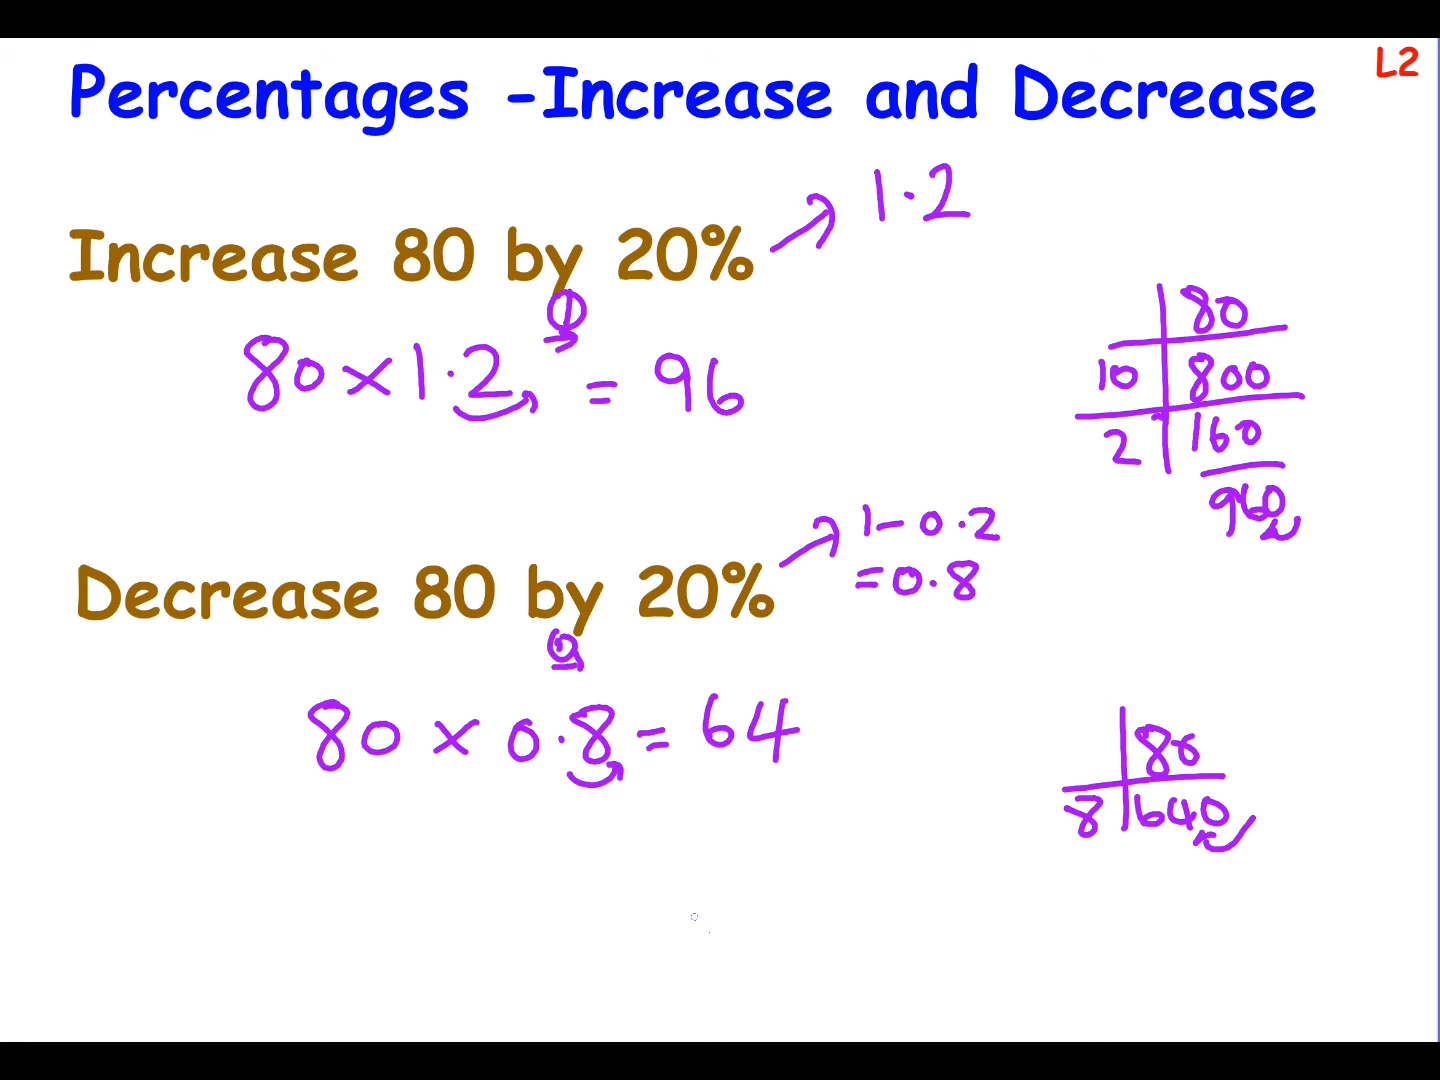 L2
Percentages -Increase and Decrease
1.2
Increase 80 by 20%
1
80 × 1.2 = 96
80
10 800
2 160
960
1 - 0.2
= 0.8
Decrease 80 by 20%
80 × 0.8 = 64
80
8 640